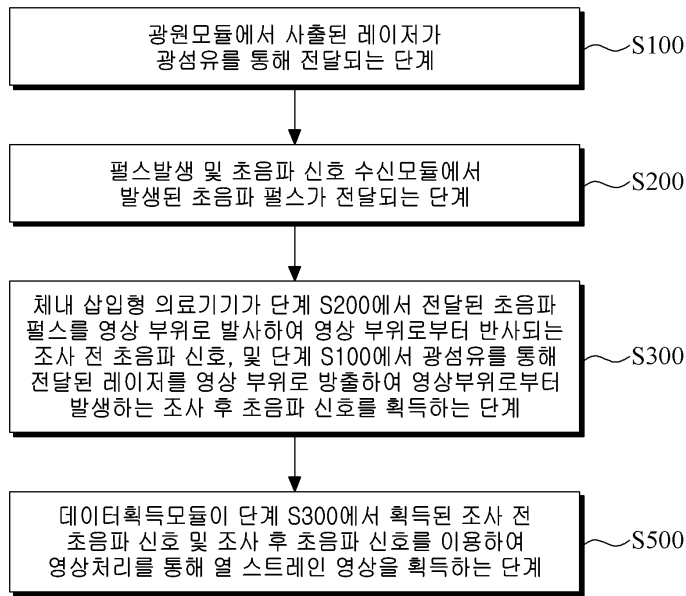 광원모듈에서 사출된 레이저가
광섬유를 통해 전달되는 단계
S100
펄스발생 및 초음파 신호 수신모듈에서
발생된 초음파 펄스가 전달되는 단계
S200
체내 삽입형 의료기기가 단계 S200에서 전달된 초음파
펄스를 영상 부위로 발사하여 영상 부위로부터 반사되는
조사 전 초음파 신호, 및 단계 S100에서 광섬유를 통해
전달된 레이저를 영상 부위로 방출하여 영상부위로부터
발생하는 조사 후 초음파 신호를 획득하는 단계
S300
데이터획득모듈이 단계 S300에서 획득된 조사 전
초음파 신호 및 조사 후 초음파 신호를 이용하여
영상처리를 통해 열 스트레인 영상을 획득하는 단계
S500